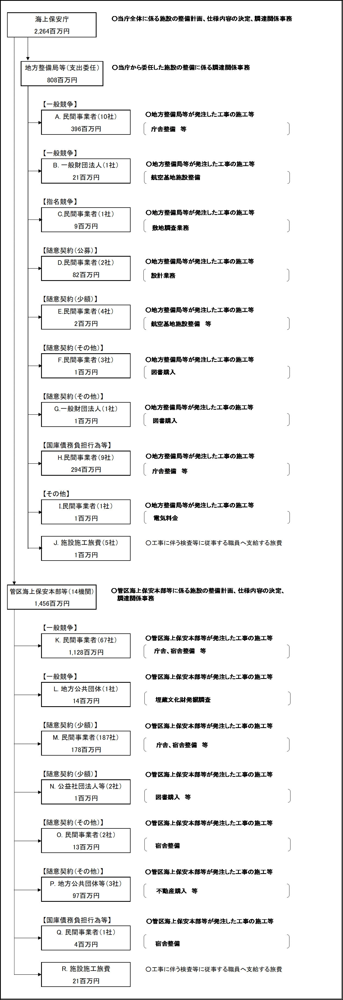 海上保安庁
2,264百万円
〇当庁全体に係る施設の整備計画、仕様内容の決定、調達関係事務
地方整備局等(支出委任)
808百万円
〇当庁から委任した施設の整備に係る調達関係事務
【一般競争】
A. 民間事業者(10社)
396百万円
〇地方整備局等が発注した工事の施工等
庁舎整備　等
【一般競争】
B. 一般財団法人(1社)
21百万円
〇地方整備局等が発注した工事の施工等
航空基地施設整備
【指名競争】
C.民間事業者(1社)
9百万円
〇地方整備局等が発注した工事の施工等
敷地調査業務
【随意契約(公募)】
D.民間事業者(2社)
82百万円
〇地方整備局等が発注した工事の施工等
設計業務
【随意契約(少額)】
E.民間事業者(4社)
2百万円
〇地方整備局等が発注した工事の施工等
航空基地施設整備　等
【随意契約(その他)】
F.民間事業者(3社)
1百万円
〇地方整備局等が発注した工事の施工等
図書購入
【随意契約(その他)】
G.一般財団法人(1社)
1百万円
〇地方整備局等が発注した工事の施工等
図書購入
【国庫債務負担行為等】
H.民間事業者(9社)
294百万円
〇地方整備局等が発注した工事の施工等
庁舎整備　等
【その他】
I.民間事業者(1社)
1百万円
〇地方整備局等が発注した工事の施工等
電気料金
J. 施設施工旅費(5社)
1百万円
〇工事に伴う検査等に従事する職員へ支給する旅費
管区海上保安本部等(14機関)
1,456百万円
〇管区海上保安本部等に係る施設の整備計画、仕様内容の決定、
調達関係事務
【一般競争】
K. 民間事業者(67社)
1,128百万円
〇管区海上保安本部等が発注した工事の施工等
庁舎、宿舎整備　等
【一般競争】
L. 地方公共団体(1社)
14百万円
〇管区海上保安本部等が発注した工事の施工等
埋蔵文化財発掘調査
【随意契約(少額)】
M. 民間事業者(187社)
178百万円
〇管区海上保安本部等が発注した工事の施工等
庁舎、宿舎整備　等
【随意契約(少額)】
N. 公益社団法人等(2社)
1百万円
〇管区海上保安本部等が発注した工事の施工等
図書購入　等
【随意契約(その他)】
O. 民間事業者(2社)
13百万円
〇管区海上保安本部等が発注した工事の施工等
宿舎整備
【随意契約(その他)】
P. 地方公共団体等(3社)
97百万円
〇管区海上保安本部等が発注した工事の施工等
不動産購入　等
【国庫債務負担行為等】
Q. 民間事業者(1社)
4百万円
〇管区海上保安本部等が発注した工事の施工等
宿舎整備
R. 施設施工旅費
21百万円
〇工事に伴う検査等に従事する職員へ支給する旅費